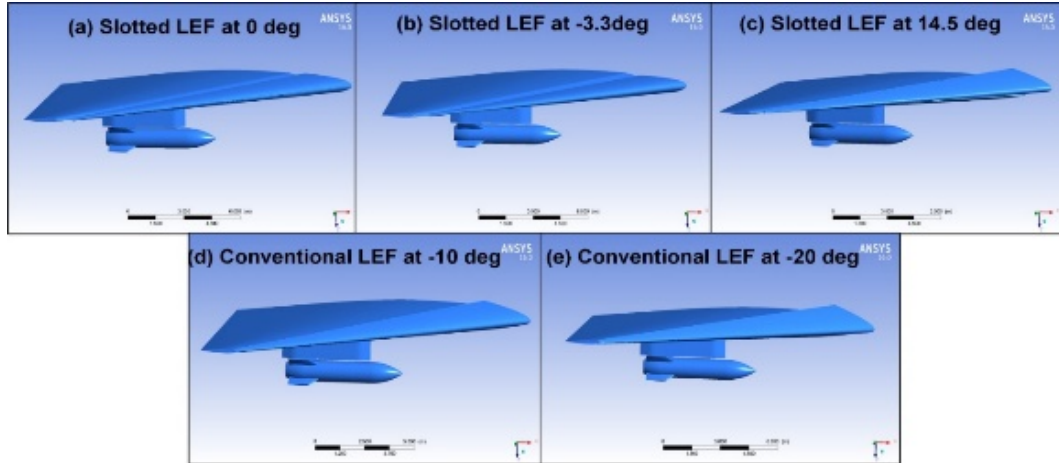 (a) Slotted LEF at 0 deg
ANSYS
(b) Slotted LEF at -3.3deg
ANSYS
(c) Slotted LEF at 14.5 deg
ANSYS
(d) Conventional LEF at -10 deg
ANSYS
(e) Conventional LEF at -20 deg
ANSYS